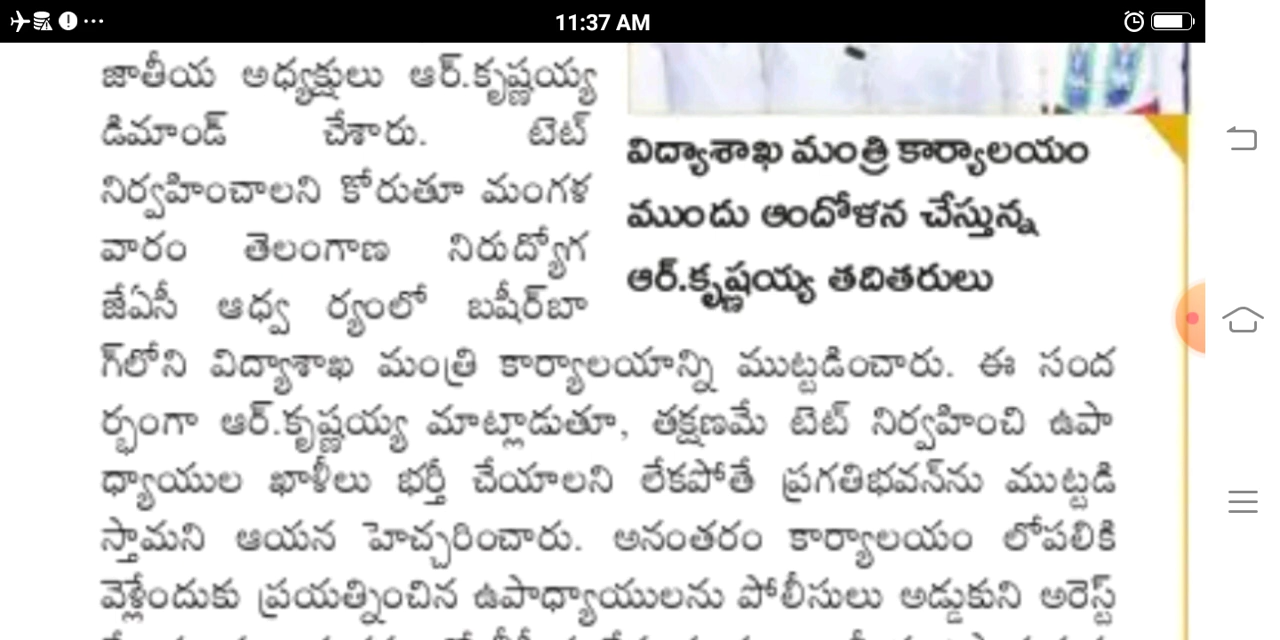 11:37 AM
జాతీయ అధ్యక్షులు ఆర్.కృష్ణయ్య
డిమాండ్ చేశారు. టెట్
నిర్వహించాలని కోరుతూ మంగళ
వారం తెలంగాణ నిరుద్యోగ
జేఏసీ ఆధ్వ ర్యంలో బషీర్‌బా
గ్‌లోని విద్యాశాఖ మంత్రి కార్యాలయాన్ని ముట్టడించారు. ఈ సంద
ర్భంగా ఆర్.కృష్ణయ్య మాట్లాడుతూ, తక్షణమే టెట్ నిర్వహించి ఉపా
ధ్యాయుల ఖాళీలు భర్తీ చేయాలని లేకపోతే ప్రగతిభవన్‌ను ముట్టడి
స్తామని ఆయన హెచ్చరించారు. అనంతరం కార్యాలయం లోపలికి
వెళ్లేందుకు ప్రయత్నించిన ఉపాధ్యాయులను పోలీసులు అడ్డుకుని అరెస్ట్
విద్యాశాఖ మంత్రి కార్యాలయం
ముందు ఆందోళన చేస్తున్న
ఆర్.కృష్ణయ్య తదితరులు